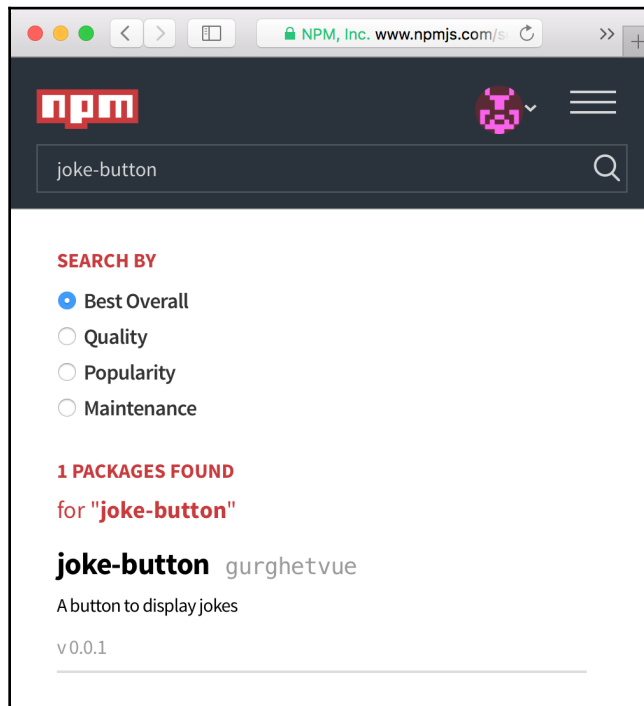 NPM, Inc. www.npmjs.com/s
npm
joke-button
SEARCH BY
Best Overall
Quality
Popularity
Maintenance
1 PACKAGES FOUND
for "joke-button"
joke-button gurghetvue
A button to display jokes
v 0.0.1